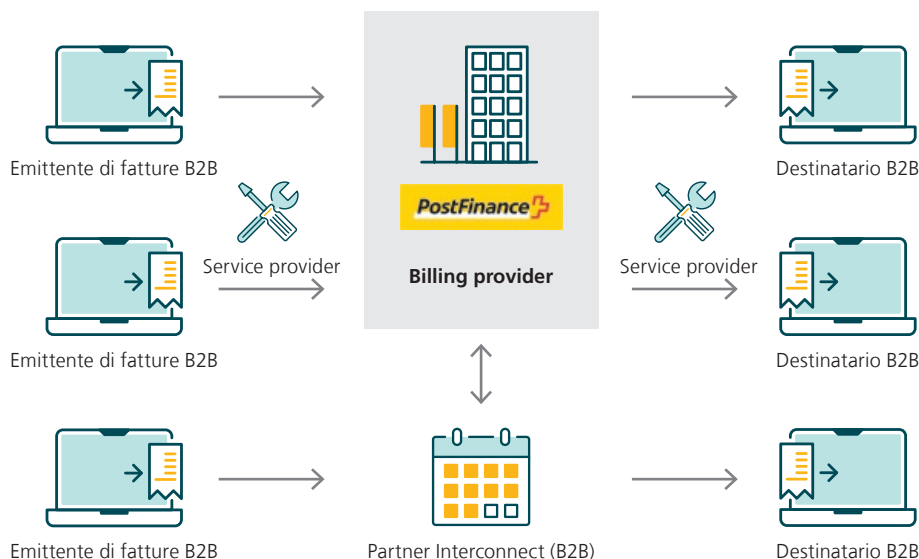 Emittente di fatture B2B
Destinatario B2B
PostFinance
Service provider
Billing provider
Service provider
Emittente di fatture B2B
Destinatario B2B
Emittente di fatture B2B
Partner Interconnect (B2B)
Destinatario B2B